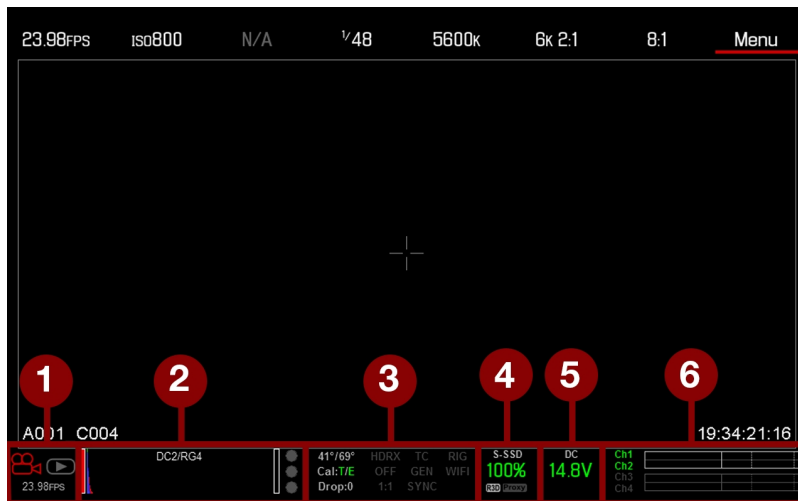 23.98FPS ISO800 N/A 1/48 5600K 6K 2:1 8:1 Menu
1 2 3 4 5 6
A001 C004 19:34:21:16
DC2/RG4 41°/69° HDRX TC RIG S-SSD DC Ch1
Cal:T/E OFF GEN WIFI 100% 14.8V Ch2
Drop:0 1:1 SYNC Ch3
23.98FPS R3D Proxy Ch4